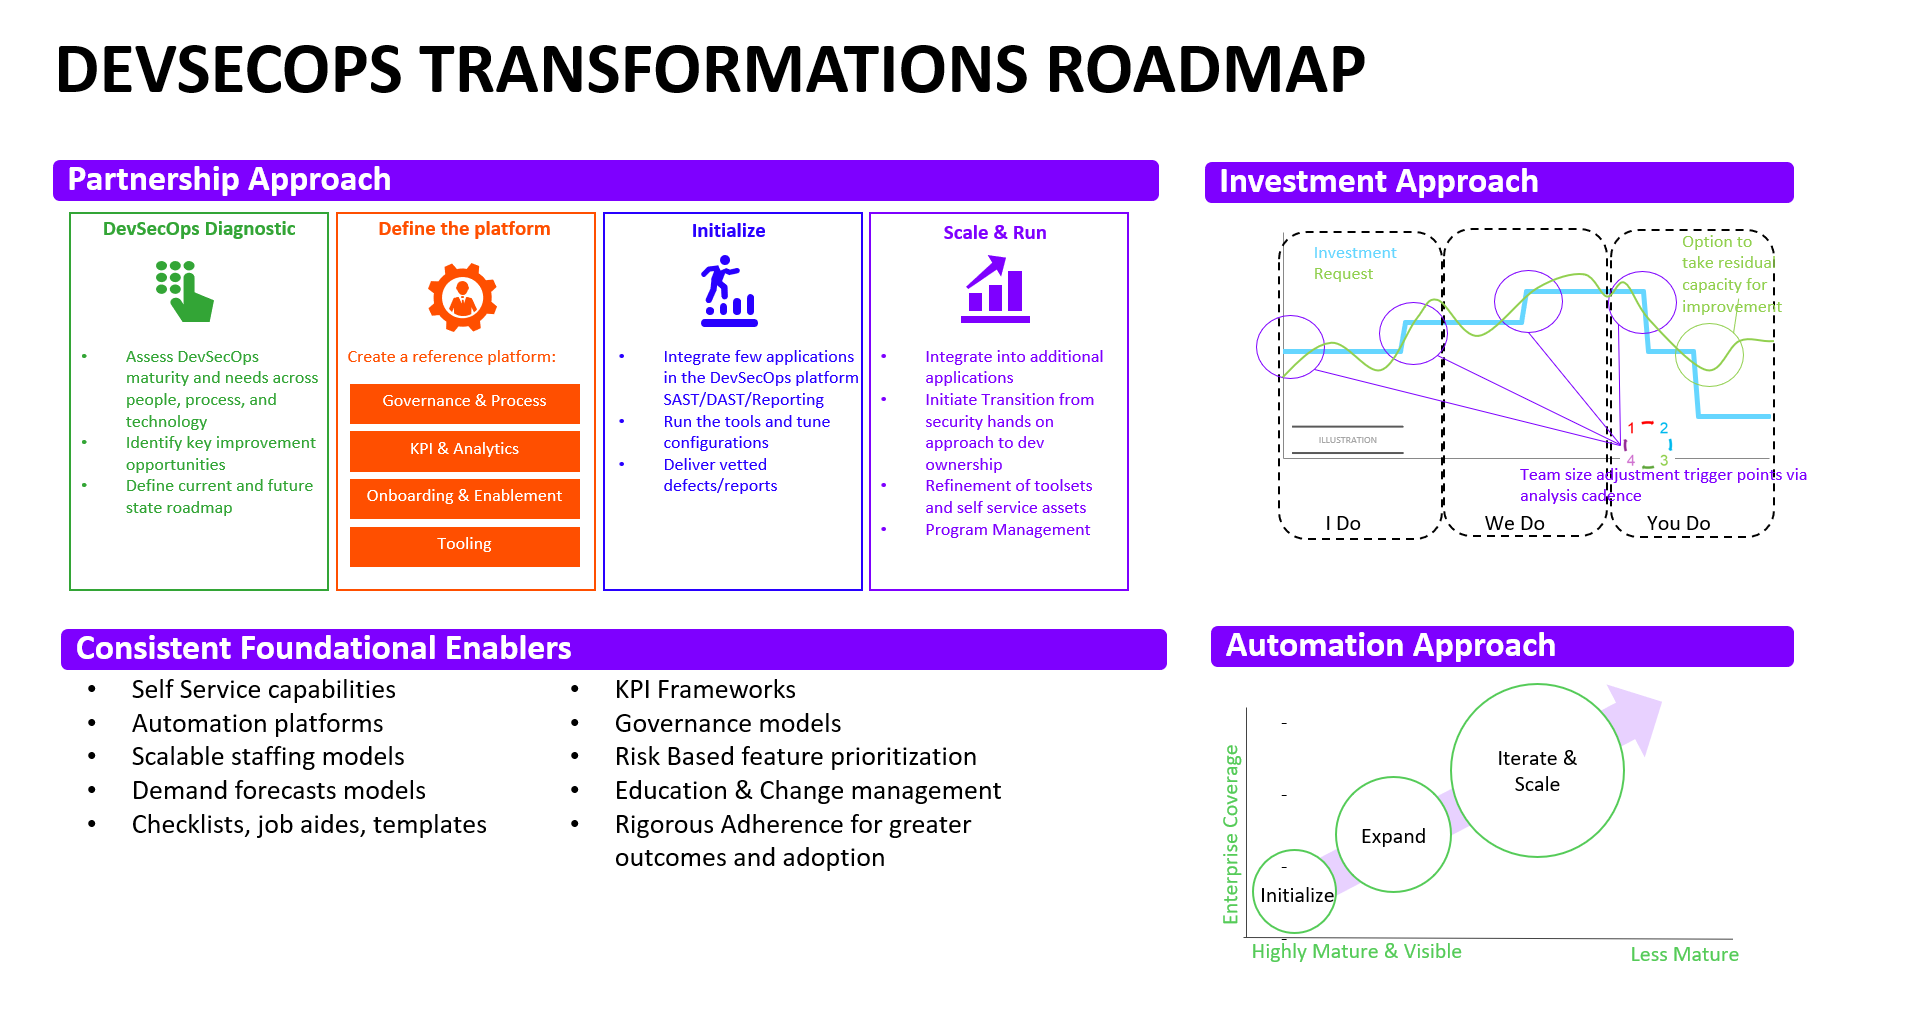 DEVSECOPS TRANSFORMATIONS ROADMAP
Partnership Approach
DevSecOps Diagnostic
• Assess DevSecOps
maturity and needs across
people, process, and
technology
• Identify key improvement
opportunities
• Define current and future
state roadmap
Define the platform
Create a reference platform:
Governance & Process
KPI & Analytics
Onboarding & Enablement
Tooling
Initialize
• Integrate few applications
in the DevSecOps platform
SAST/DAST/Reporting
• Run the tools and tune
configurations
• Deliver vetted
defects/reports
Scale & Run
• Integrate into additional
applications
• Initiate Transition from
security hands on
approach to dev
ownership
• Refinement of toolsets
and self service assets
• Program Management
Investment Approach
Investment
Request
Option to
take residual
capacity for
improvement
ILLUSTRATION
1 2
4 3
Team size adjustment trigger points via
analysis cadence
I Do
We Do
You Do
Consistent Foundational Enablers
• Self Service capabilities
• Automation platforms
• Scalable staffing models
• Demand forecasts models
• Checklists, job aides, templates
• KPI Frameworks
• Governance models
• Risk Based feature prioritization
• Education & Change management
• Rigorous Adherence for greater
outcomes and adoption
Automation Approach
Enterprise Coverage
Initialize
Expand
Iterate &
Scale
Highly Mature & Visible
Less Mature